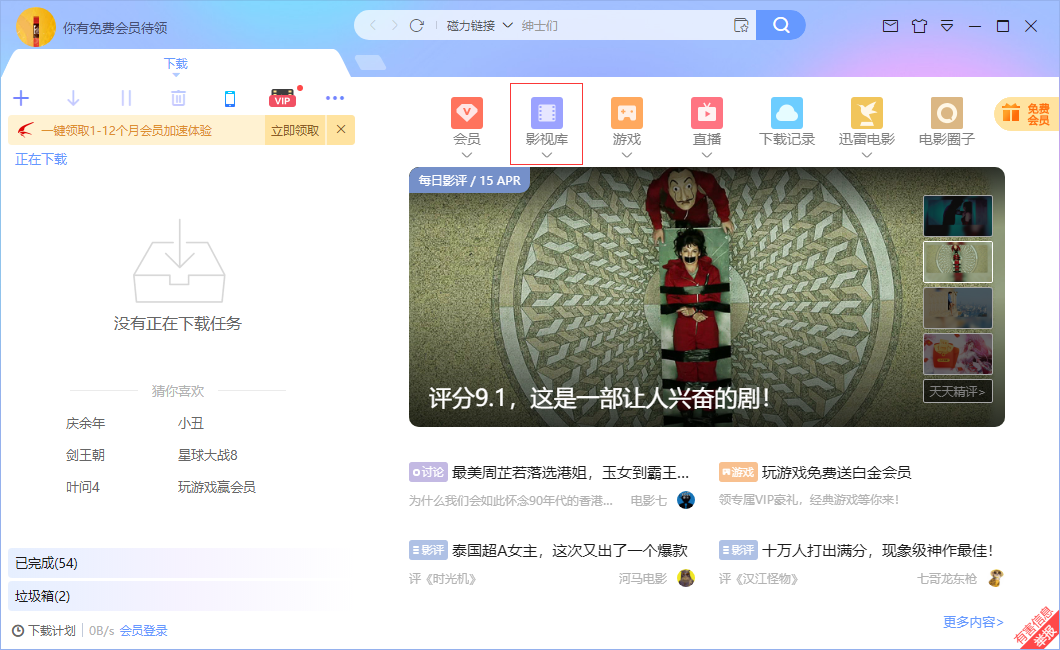 你有免费会员待领
磁力链接
绅士们
下载
VIP
一键领取1-12个月会员加速体验
立即领取
正在下载
没有正在下载任务
猜你喜欢
庆余年
小丑
剑王朝
星球大战8
叶问4
玩游戏赢会员
已完成(54)
垃圾箱(2)
下载计划
0B/s
会员登录
会员
影视库
游戏
直播
下载记录
迅雷电影
电影圈子
免费
会员
每日影评 / 15 APR
评分9.1，这是一部让人兴奋的剧！
天天精评>
讨论 最美周芷若落选港姐，玉女到霸王...
为什么我们会如此怀念90年代的香港...
电影七
游戏 玩游戏免费送白金会员
领专属VIP豪礼，经典游戏等你来！
影评 泰国超A女主，这次又出了一个爆款
评《时光机》
河马电影
影评 十万人打出满分，现象级神作最佳！
评《汉江怪物》
七哥龙东枪
更多内容>
有害信息
举报